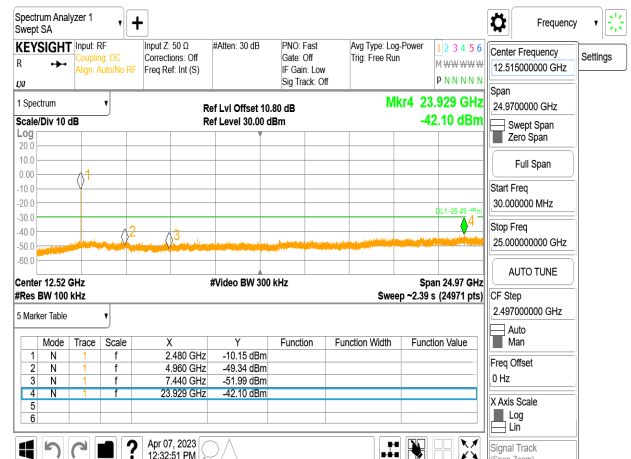 Spectrum Analyzer 1
Swept SA
Frequency
KEYSIGHT
Input: RF
Coupling: DC
Align: Auto/No RF
Input Z: 50 Ω
Corrections: Off
Freq Ref: Int (S)
#Atten: 30 dB
PNO: Fast
Gate: Off
IF Gain: Low
Sig Track: Off
Avg Type: Log-Power
Trig: Free Run
1 2 3 4 5 6
M W W W W W
P N N N N N
R
LXI
1 Spectrum
Scale/Div 10 dB
Ref Lvl Offset 10.80 dB
Ref Level 30.00 dBm
Mkr4 23.929 GHz
-42.10 dBm
Log
20.0
10.0
0.00
-10.0
-20.0
-30.0
-40.0
-50.0
-60.0
1
2
3
4
Center 12.52 GHz
#Res BW 100 kHz
#Video BW 300 kHz
Span 24.97 GHz
Sweep ~2.39 s (24971 pts)
5 Marker Table
Mode Trace Scale X Y Function Function Width Function Value
1 N 1 f 2.480 GHz -10.15 dBm
2 N 1 f 4.960 GHz -49.34 dBm
3 N 1 f 7.440 GHz -51.99 dBm
4 N 1 f 23.929 GHz -42.10 dBm
5
6
?
Apr 07, 2023
12:32:51 PM
Center Frequency
12.515000000 GHz
Settings
Span
24.9700000 GHz
Swept Span
Zero Span
Full Span
Start Freq
30.000000 MHz
Stop Freq
25.00000000 GHz
AUTO TUNE
CF Step
2.497000000 GHz
Auto
Man
Freq Offset
0 Hz
X Axis Scale
Log
Lin
Signal Track
(Span Zoom)